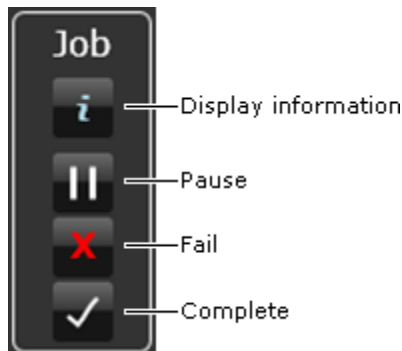 Job
i
Display information
Pause
X
Fail
Complete